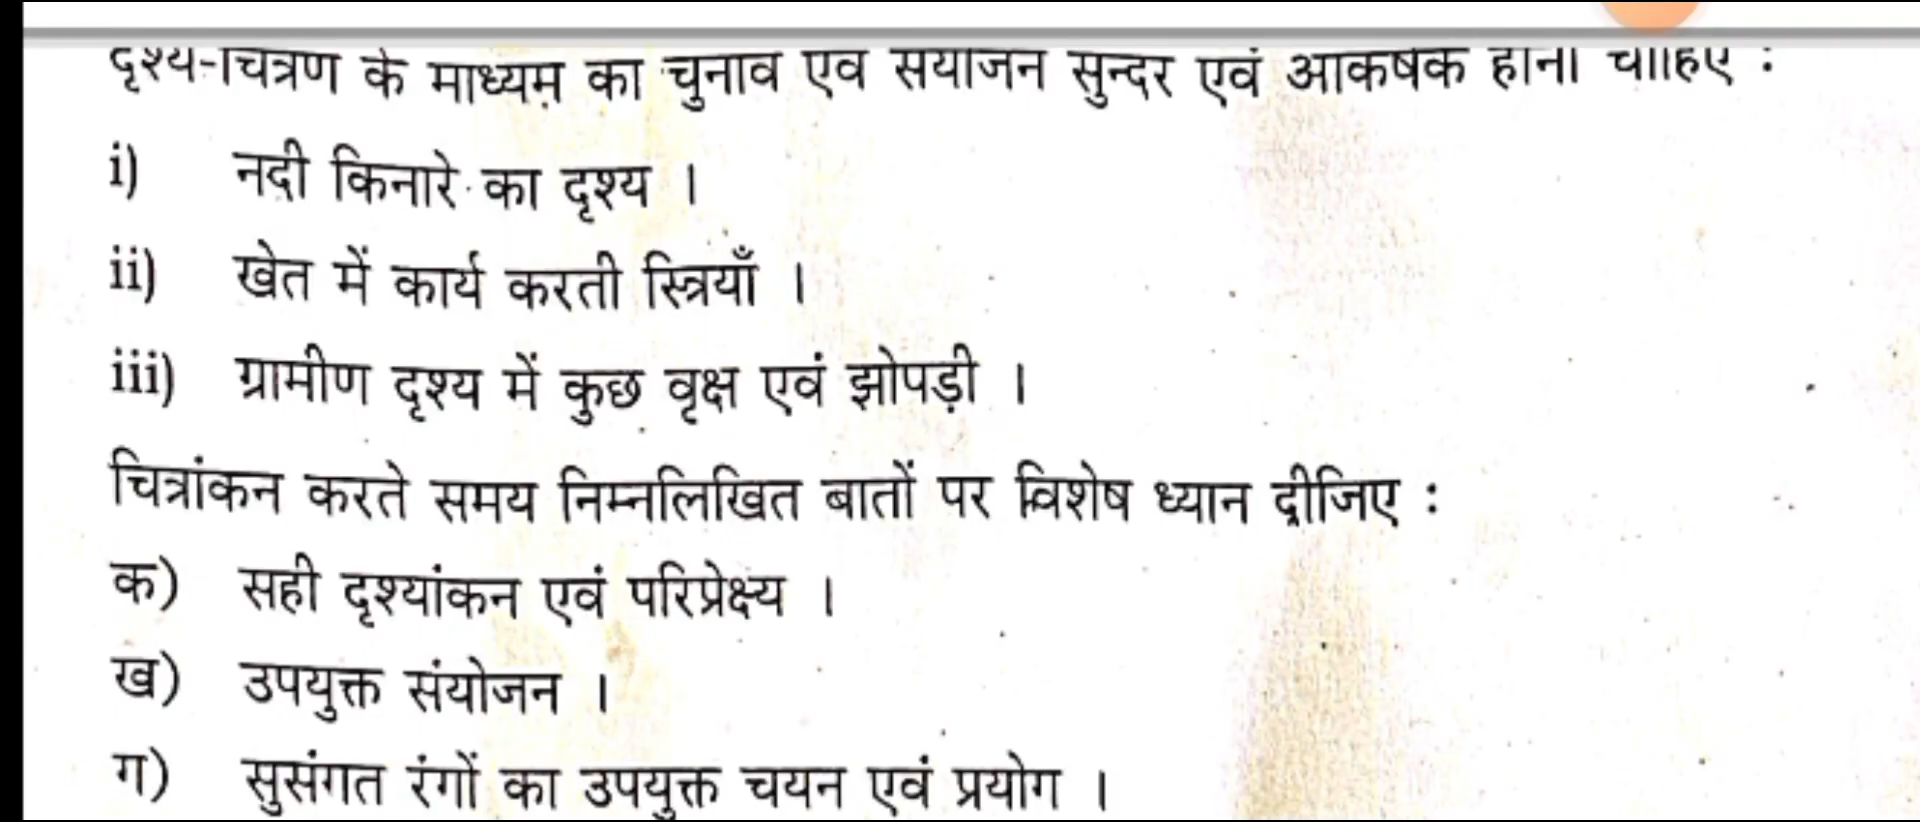 दृश्य-चित्रण के माध्यम का चुनाव एवं संयोजन सुन्दर एवं आकर्षक होना चाहिए :
i) नदी किनारे का दृश्य ।
ii) खेत में कार्य करती स्त्रियाँ ।
iii) ग्रामीण दृश्य में कुछ वृक्ष एवं झोपड़ी ।
चित्रांकन करते समय निम्नलिखित बातों पर विशेष ध्यान दीजिए :
क) सही दृश्यांकन एवं परिप्रेक्ष्य ।
ख) उपयुक्त संयोजन ।
ग) सुसंगत रंगों का उपयुक्त चयन एवं प्रयोग ।